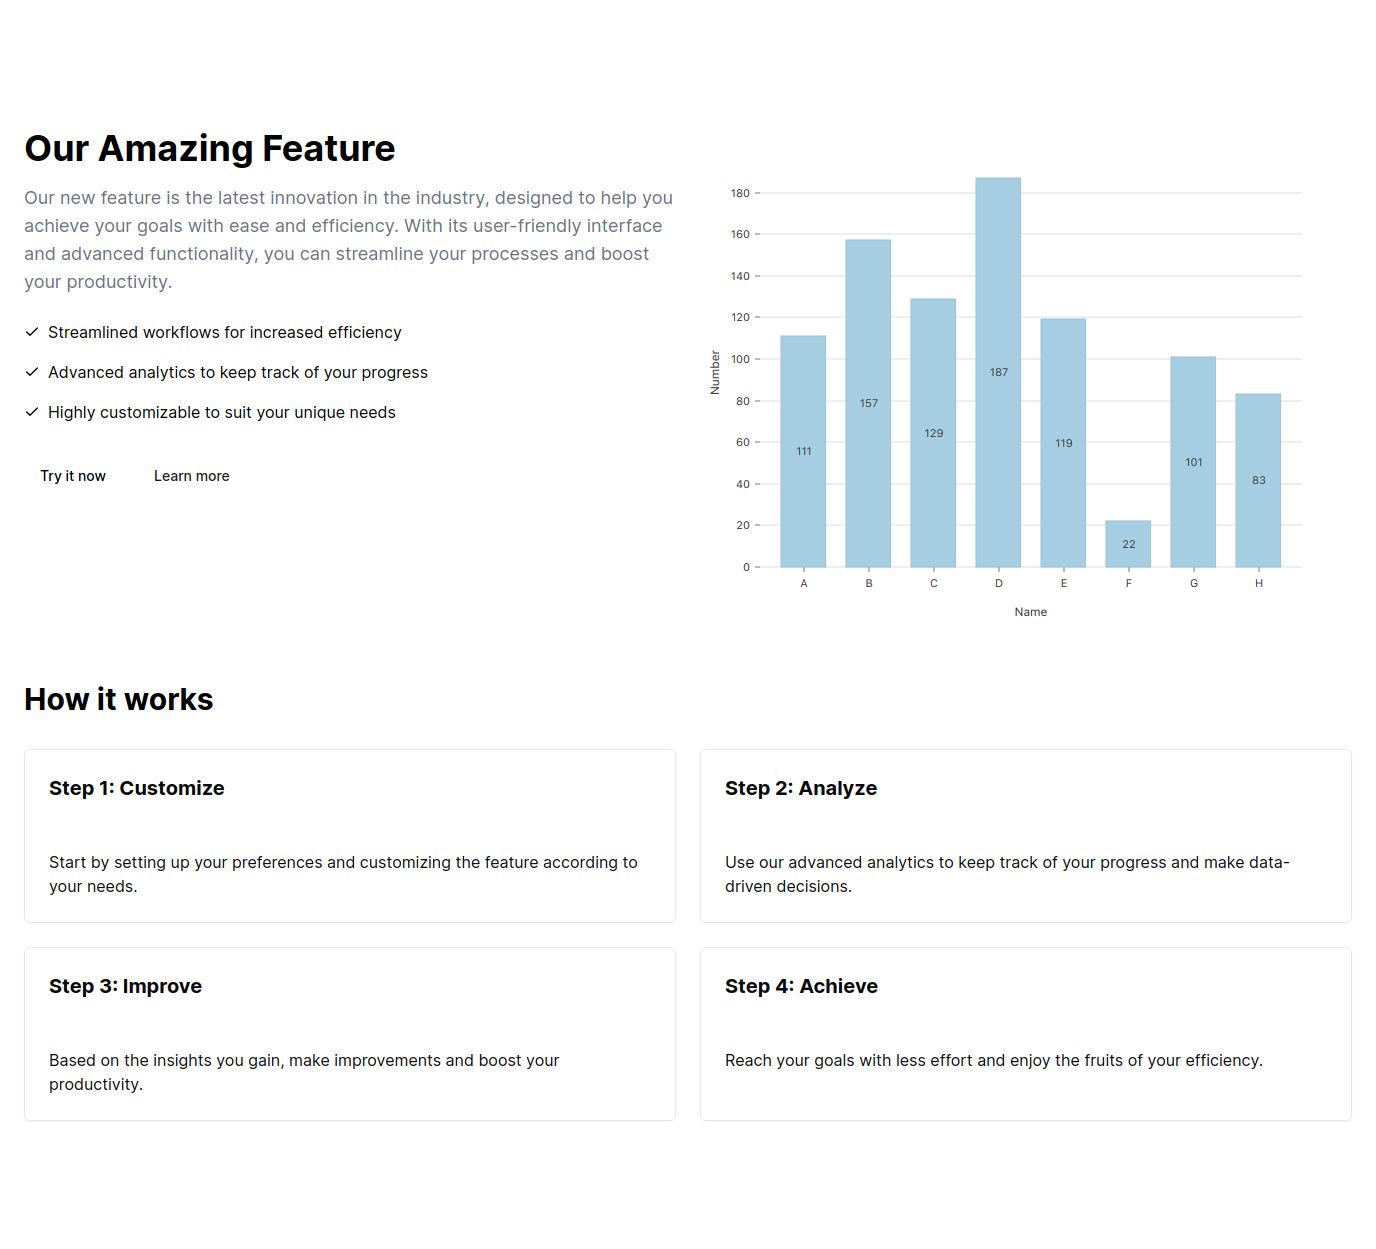 Our Amazing Feature
Our new feature is the latest innovation in the industry, designed to help you
achieve your goals with ease and efficiency. With its user-friendly interface
and advanced functionality, you can streamline your processes and boost
your productivity.
Streamlined workflows for increased efficiency
Advanced analytics to keep track of your progress
Highly customizable to suit your unique needs
Try it now
Learn more
Number
180
160
140
120
100
80
60
40
20
0
111
157
129
187
119
22
101
83
A B C D E F G H
Name
How it works
Step 1: Customize
Start by setting up your preferences and customizing the feature according to
your needs.
Step 2: Analyze
Use our advanced analytics to keep track of your progress and make data-
driven decisions.
Step 3: Improve
Based on the insights you gain, make improvements and boost your
productivity.
Step 4: Achieve
Reach your goals with less effort and enjoy the fruits of your efficiency.